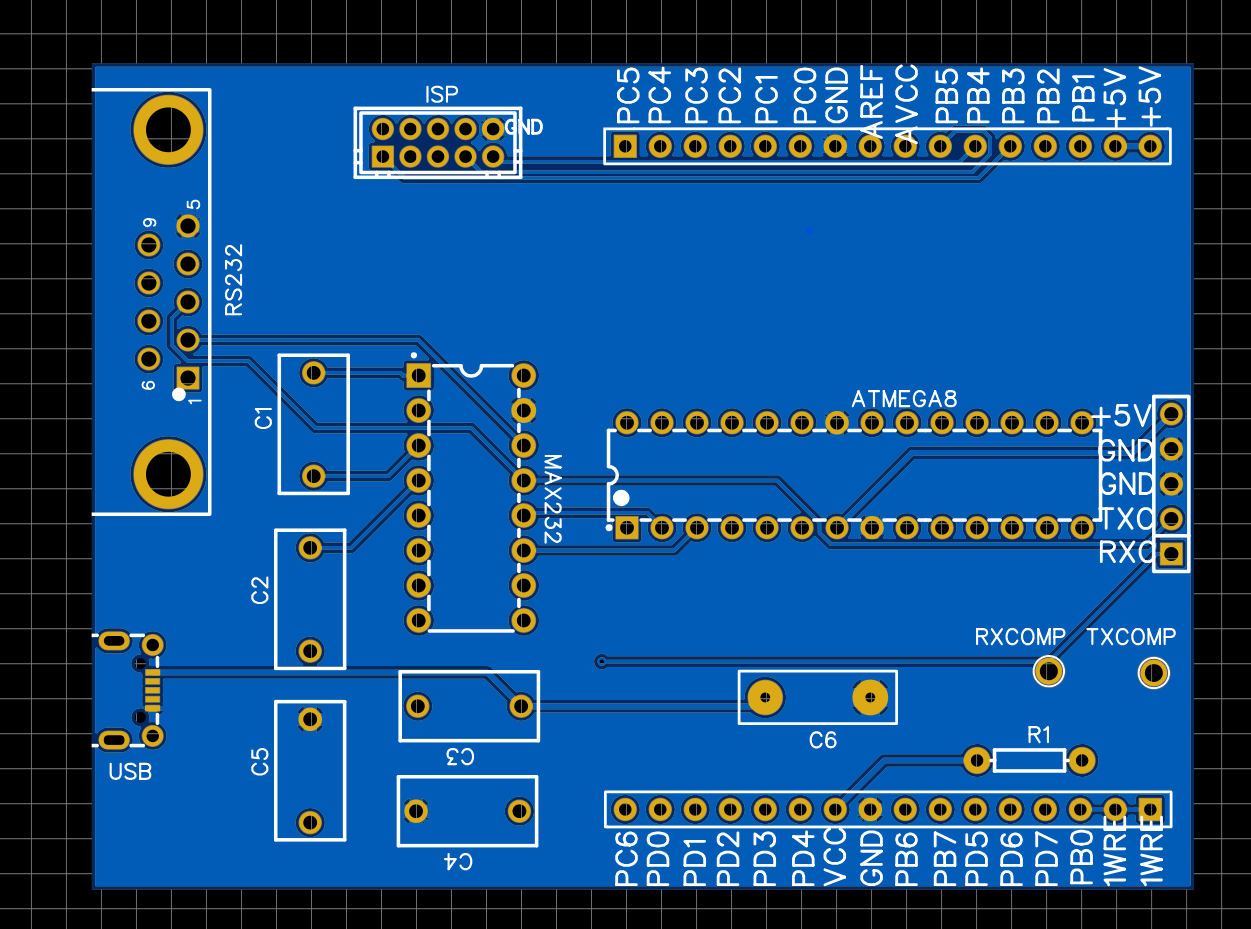 ISP
GND
PC5
PC4
PC3
PC2
PC1
PC0
GND
AREF
AVCC
PB5
PB4
PB3
PB2
PB1
+5V
+5V
5
9
RS232
6
1
C1
MAX232
ATMEGA8
+5V
GND
GND
TXO
RXO
C2
RXCOMP
TXCOMP
USB
C5
C3
C6
R1
C4
PC6
PD0
PD1
PD2
PD3
PD4
VCC
GND
PB6
PB7
PD5
PD6
PD7
PB0
1WRE
1WRE